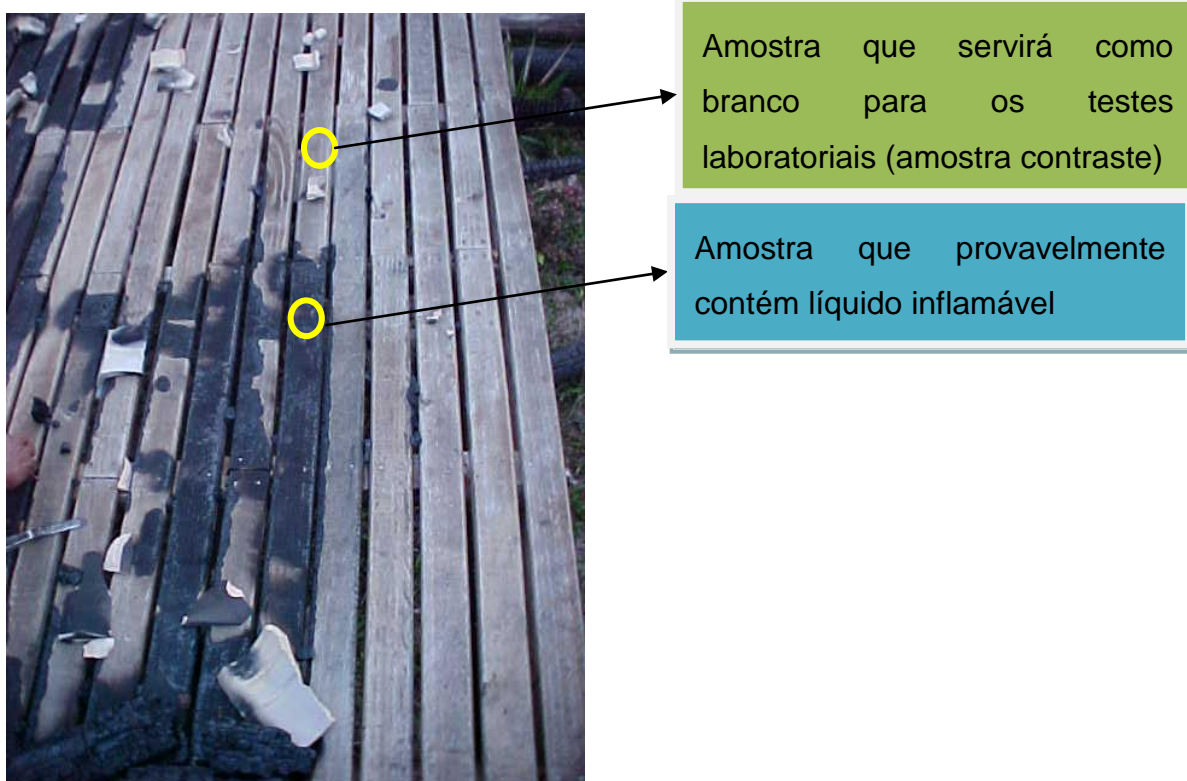 Amostra que servirá como
branco para os testes
laboratoriais (amostra contraste)
Amostra que provavelmente
contém líquido inflamável